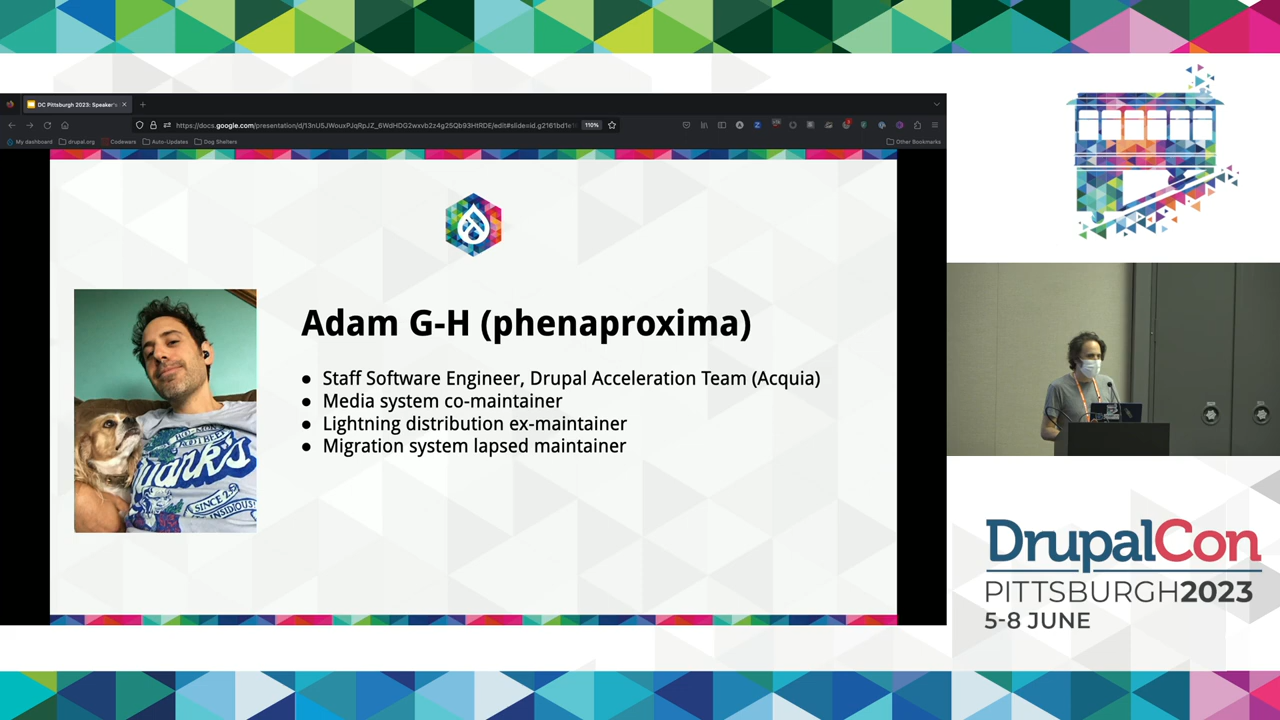 DC Pittsburgh 2023: Speaker's
110%
My dashboard
drupal.org
Codewars
Auto-Updates
Dog Shelters
Other Bookmarks
Adam G-H (phenaproxima)
● Staff Software Engineer, Drupal Acceleration Team (Acquia)
● Media system co-maintainer
● Lightning distribution ex-maintainer
● Migration system lapsed maintainer
DrupalCon
PITTSBURGH2023
5-8 JUNE